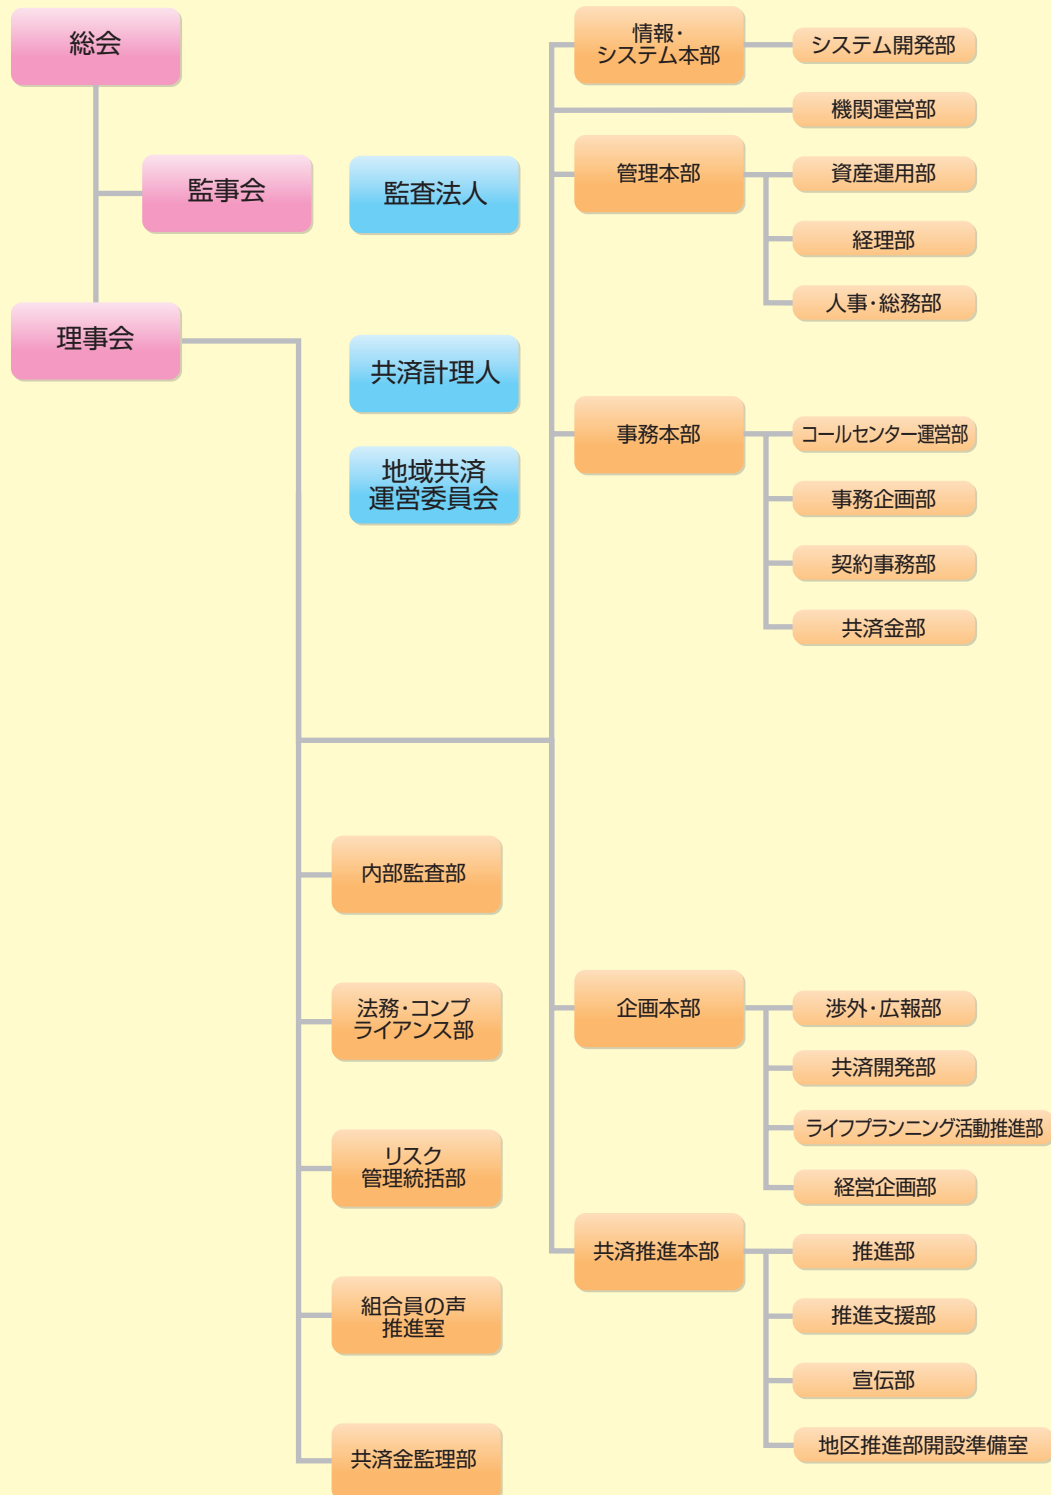 総会
監事会
理事会
監査法人
共済計理人
地域共済
運営委員会
内部監査部
法務・コンプ
ライアンス部
リスク
管理統括部
組合員の声
推進室
共済金監理部
情報・
システム本部
システム開発部
機関運営部
管理本部
資産運用部
経理部
人事・総務部
事務本部
コールセンター運営部
事務企画部
契約事務部
共済金部
企画本部
渉外・広報部
共済開発部
ライフプランニング活動推進部
経営企画部
共済推進本部
推進部
推進支援部
宣伝部
地区推進部開設準備室